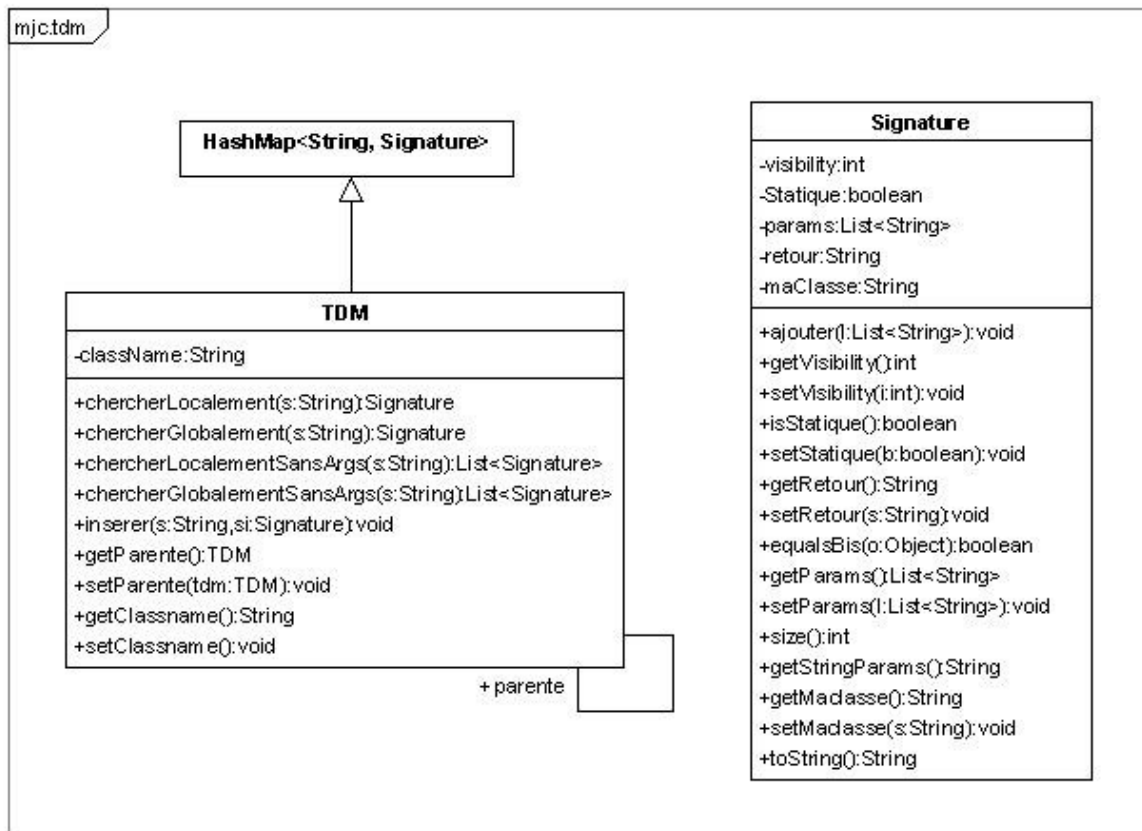 mjc.tdm
HashMap<String, Signature>
TDM
-className:String
+chercherLocalement(s:String):Signature
+chercherGlobalement(s:String):Signature
+chercherLocalementSansArgs(s:String):List<Signature>
+chercherGlobalementSansArgs(s:String):List<Signature>
+inserer(s:String,si:Signature):void
+getParente():TDM
+setParente(tdm:TDM):void
+getClassname():String
+setClassname():void
+ parente
Signature
-visibility:int
-Statique:boolean
-params:List<String>
-retour:String
-maClasse:String
+ajouter(l:List<String>):void
+getVisibility():int
+setVisibility(i:int):void
+isStatique():boolean
+setStatique(b:boolean):void
+getRetour():String
+setRetour(s:String):void
+equalsBis(o:Object):boolean
+getParams():List<String>
+setParams(l:List<String>):void
+size():int
+getStringParams():String
+getMaclasse():String
+setMaclasse(s:String):void
+toString():String